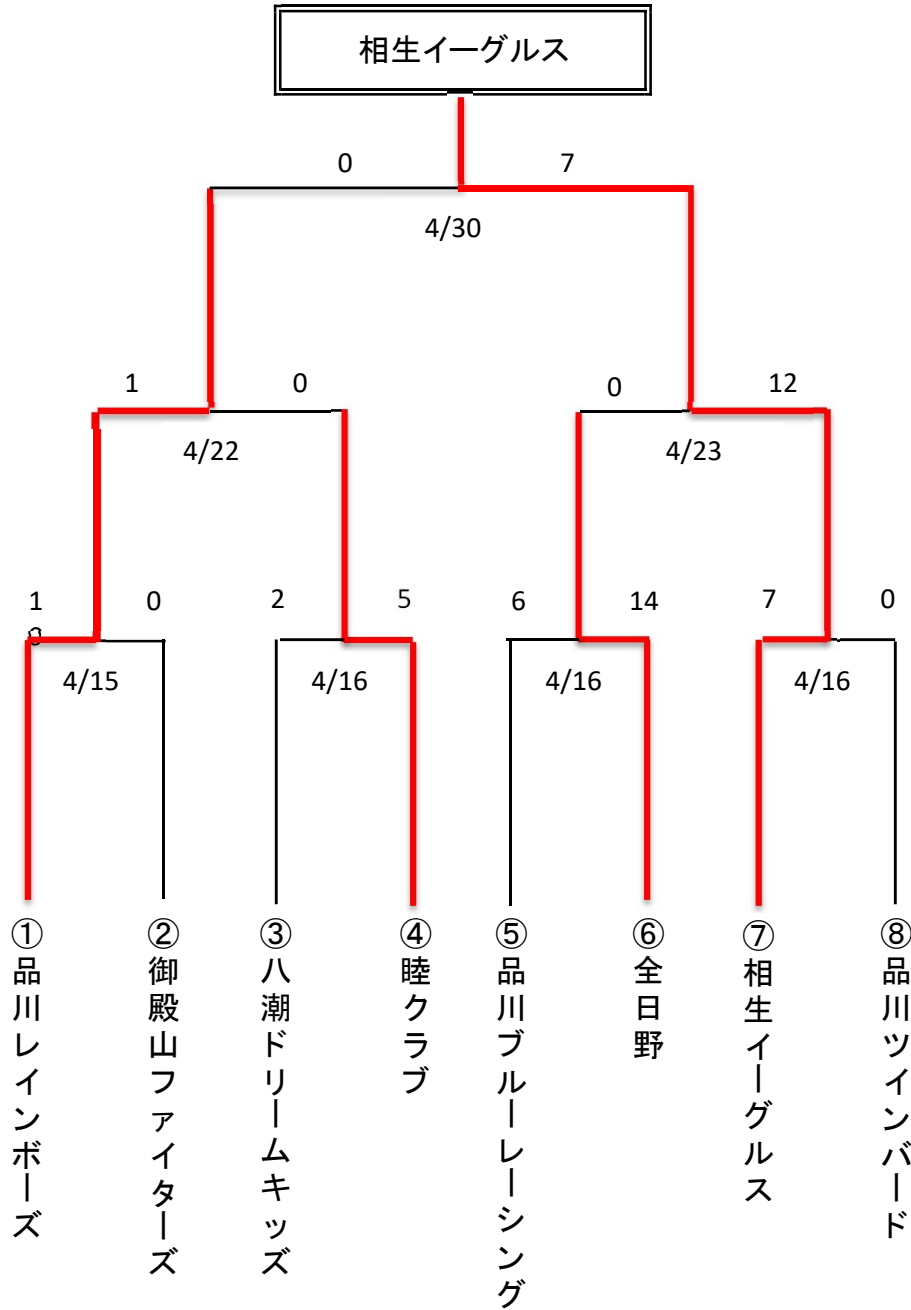 相生イーグルス
0 7
4/30
1 0 0 12
4/22 4/23
1 0 2 5 6 14 7 0
4/15 4/16 4/16 4/16
①品川レインボーズ
②御殿山ファイターズ
③八潮ドリームキッズ
④睦クラブ
⑤品川ブルーレーシング
⑥全日野
⑦相生イーグルス
⑧品川ツインバード